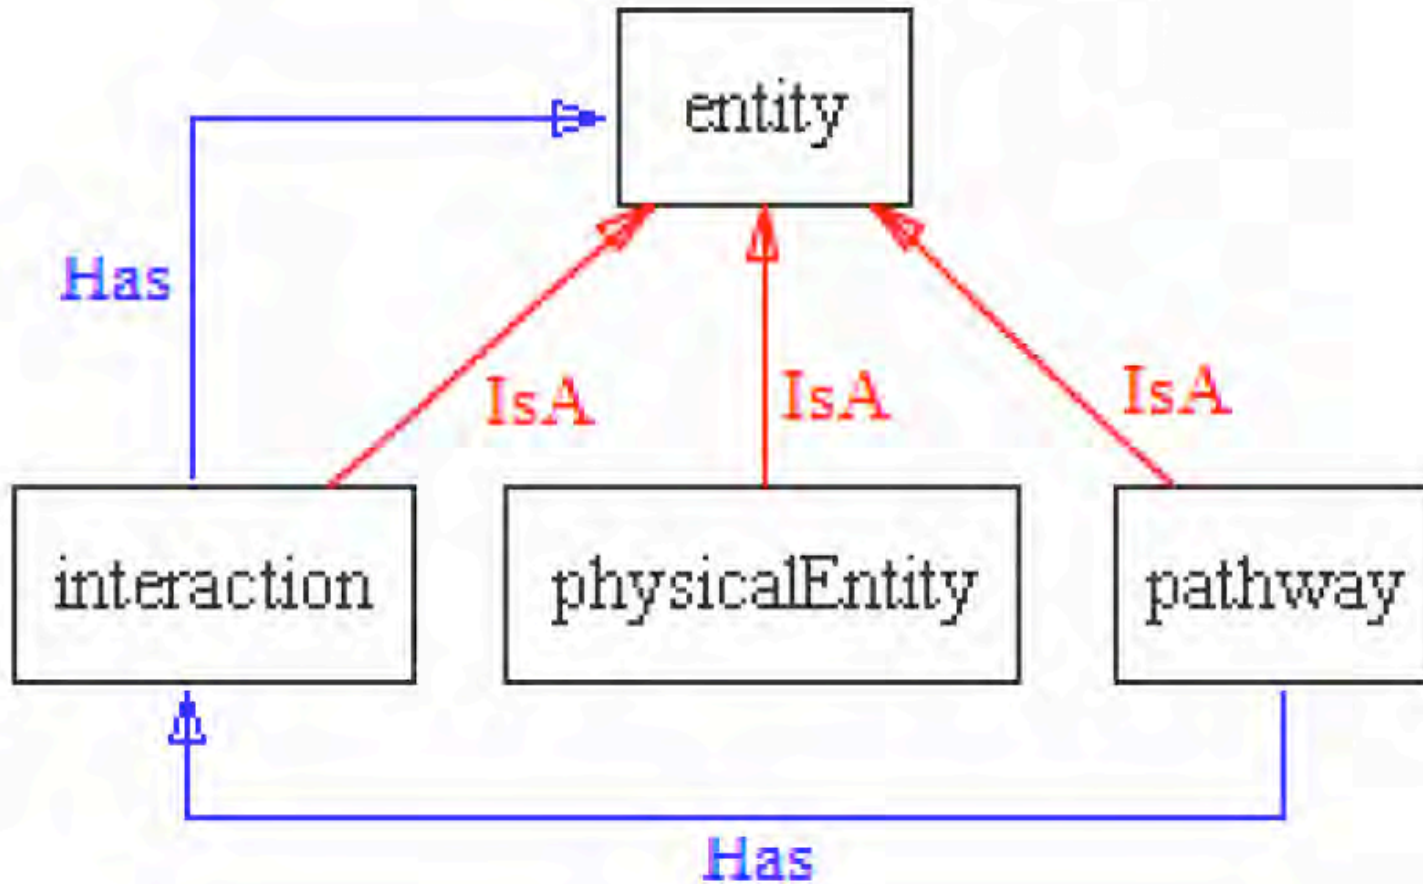 entity
Has
IsA
IsA
IsA
interaction
physicalEntity
pathway
Has